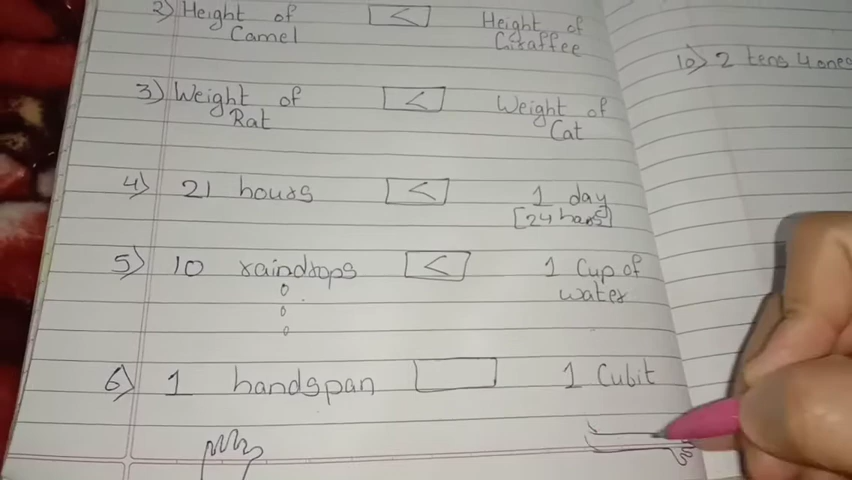 2) Height of < Height of
Camel Giraffee
3) Weight of < Weight of
Rat Cat
4) 21 hours < 1 day
[24 hours]
5) 10 raindrops < 1 Cup of
water
6) 1 handspan 1 Cubit
10) 2 tens 4 ones